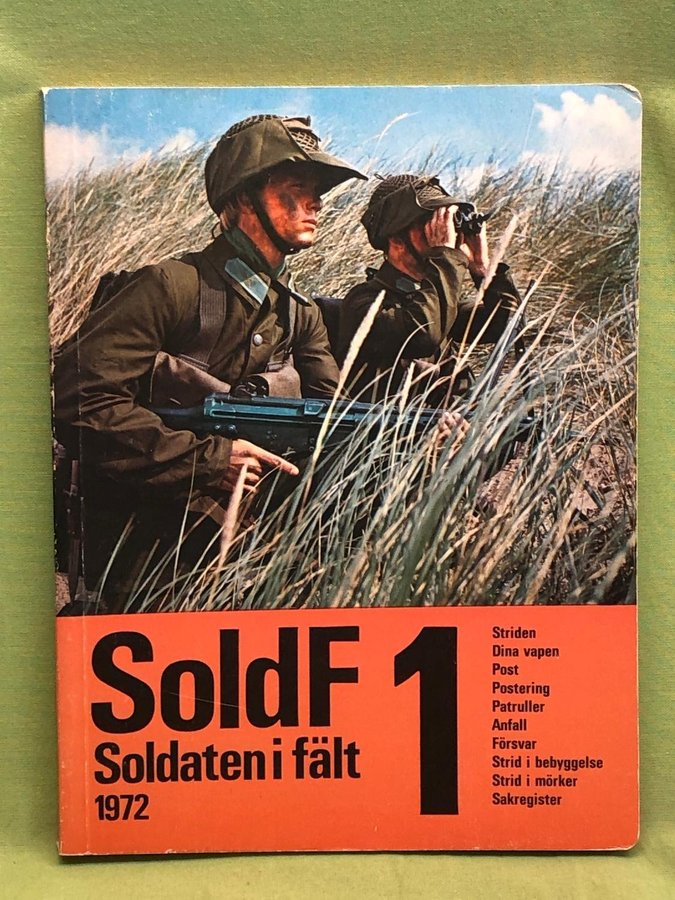 SoldF 1
Soldaten i fält
1972
Striden
Dina vapen
Post
Postering
Patruller
Anfall
Försvar
Strid i bebyggelse
Strid i mörker
Sakregister